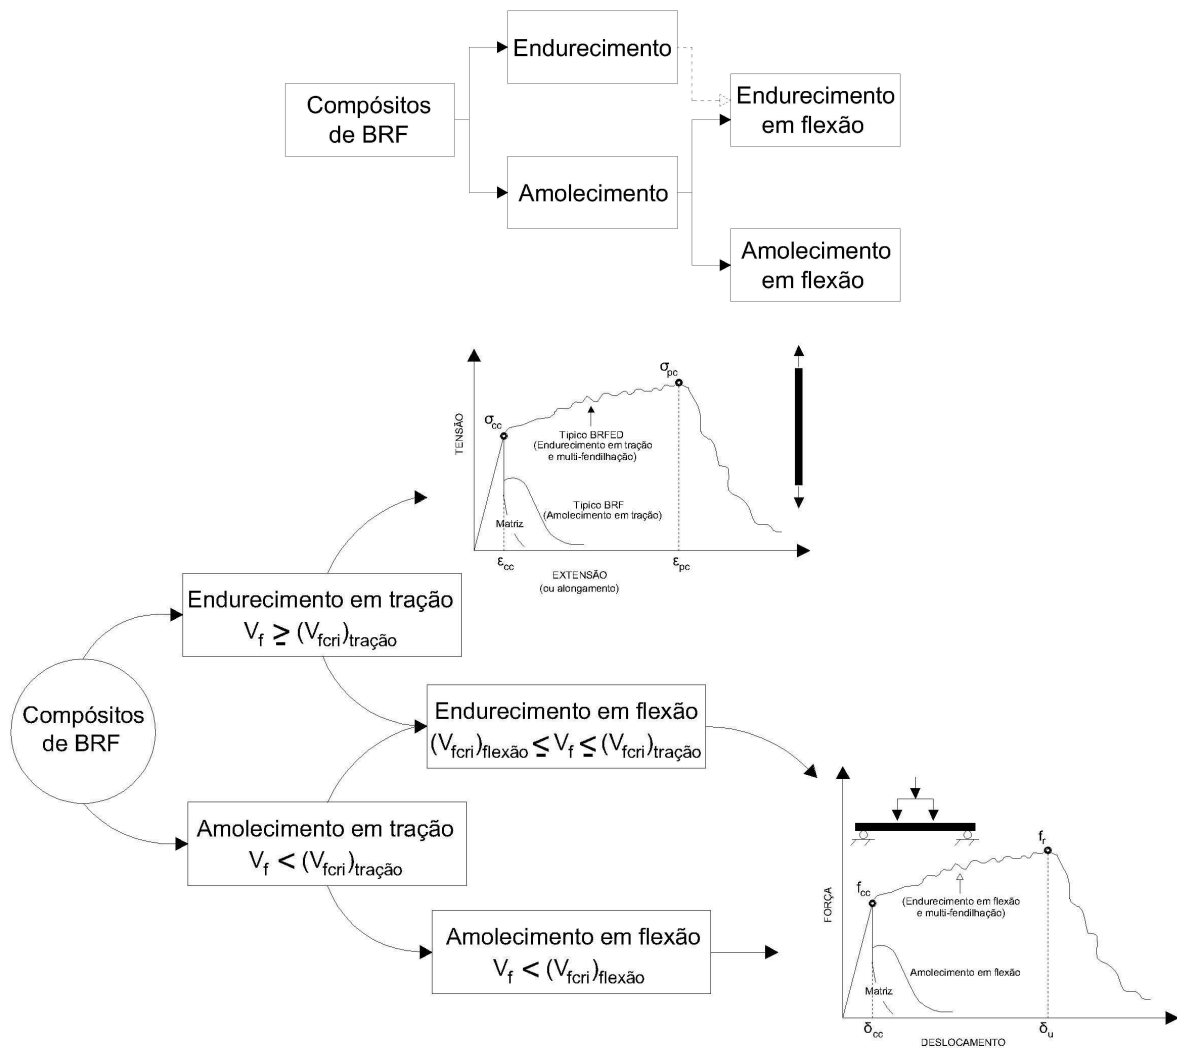 Endurecimento
Compósitos
de BRF
Endurecimento
em flexão
Amolecimento
Amolecimento
em flexão
TENSÃO
σcc
σpc
Típico BRFED
(Endurecimento em tração
e multi-fendilhação)
Típico BRF
(Amolecimento em tração)
Matriz
εcc
εpc
EXTENSÃO
(ou alongamento)
Endurecimento em tração
Vf ≥ (Vfcri)tração
Compósitos
de BRF
Endurecimento em flexão
(Vfcri)flexão ≤ Vf ≤ (Vfcri)tração
Amolecimento em tração
Vf < (Vfcri)tração
Amolecimento em flexão
Vf < (Vfcri)flexão
FORÇA
fcc
fr
(Endurecimento em flexão
e multi-fendilhação)
Amolecimento em flexão
Matriz
δcc
δu
DESLOCAMENTO